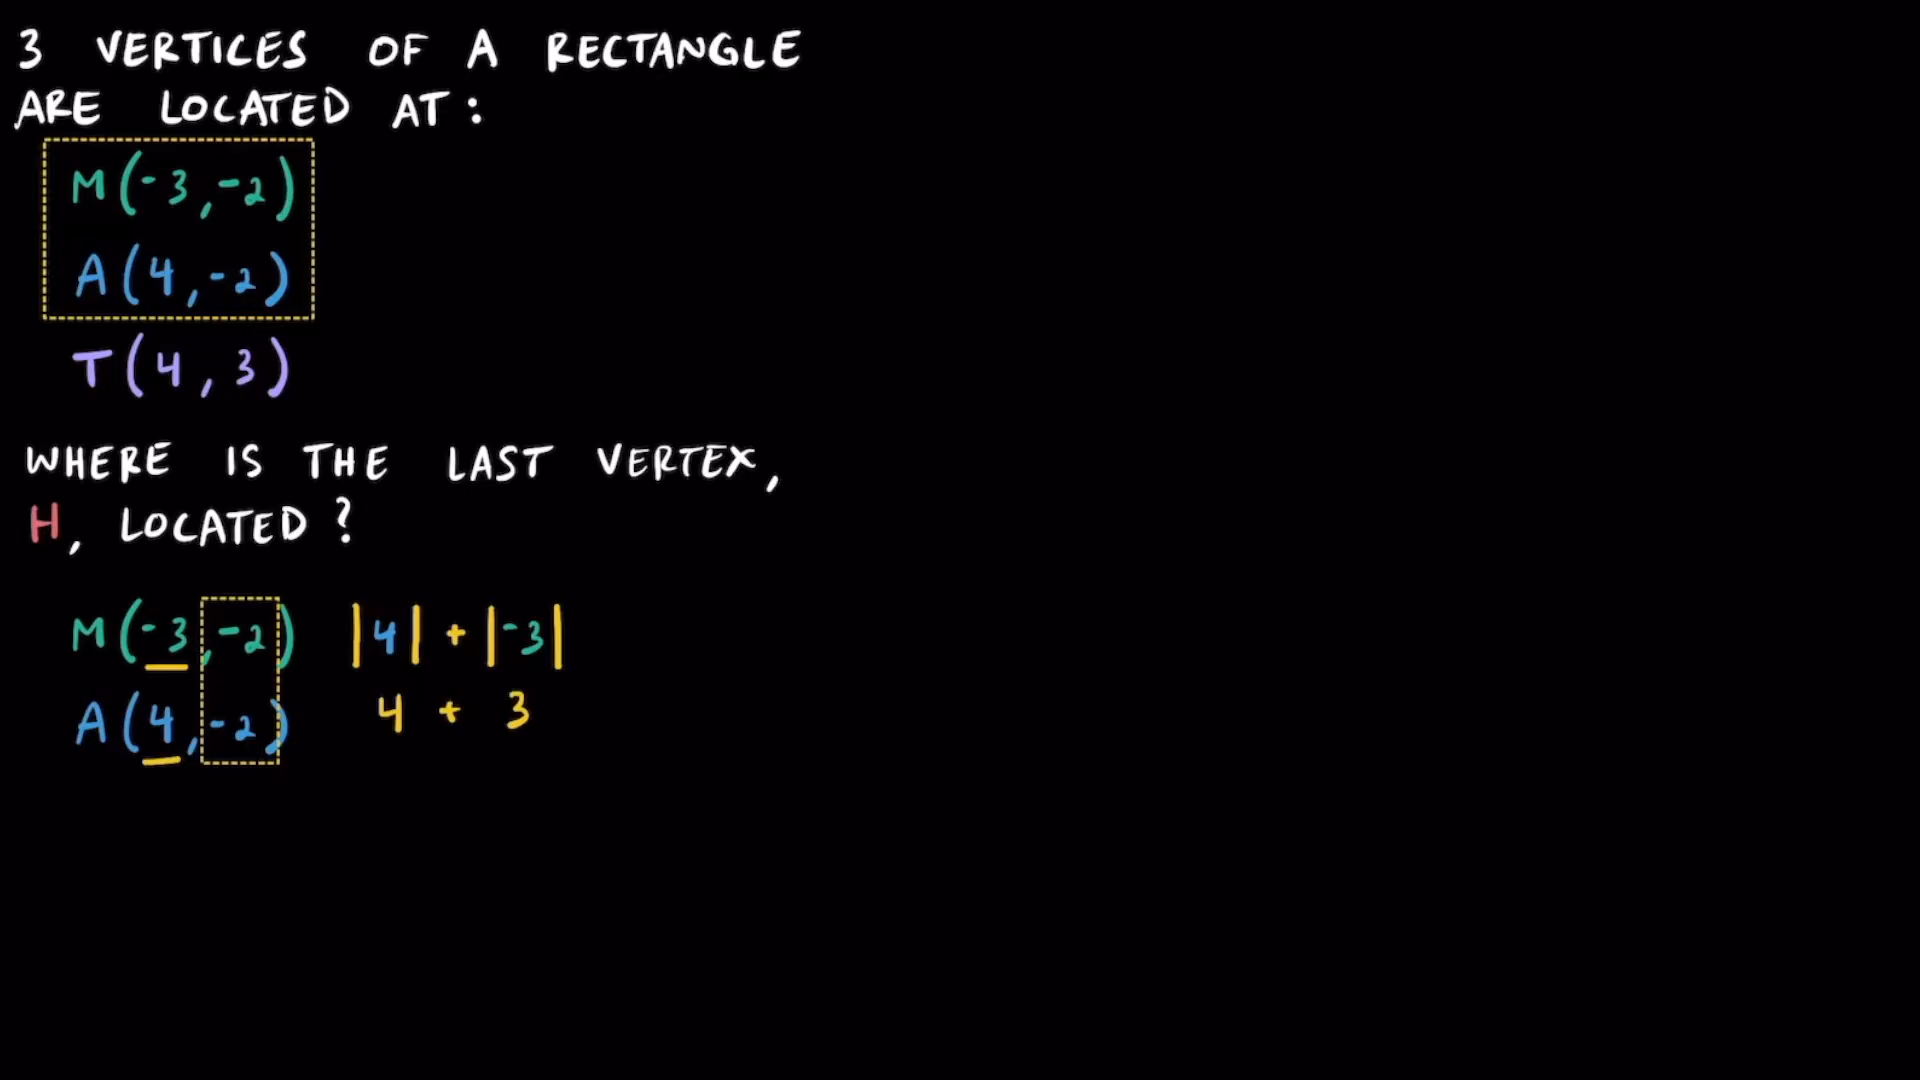 3 VERTICES OF A RECTANGLE
ARE LOCATED AT:
M(-3,-2)
A(4,-2)
T(4,3)
WHERE IS THE LAST VERTEX,
H, LOCATED?
M(-3,-2) |4| + |-3|
A(4,-2) 4 + 3